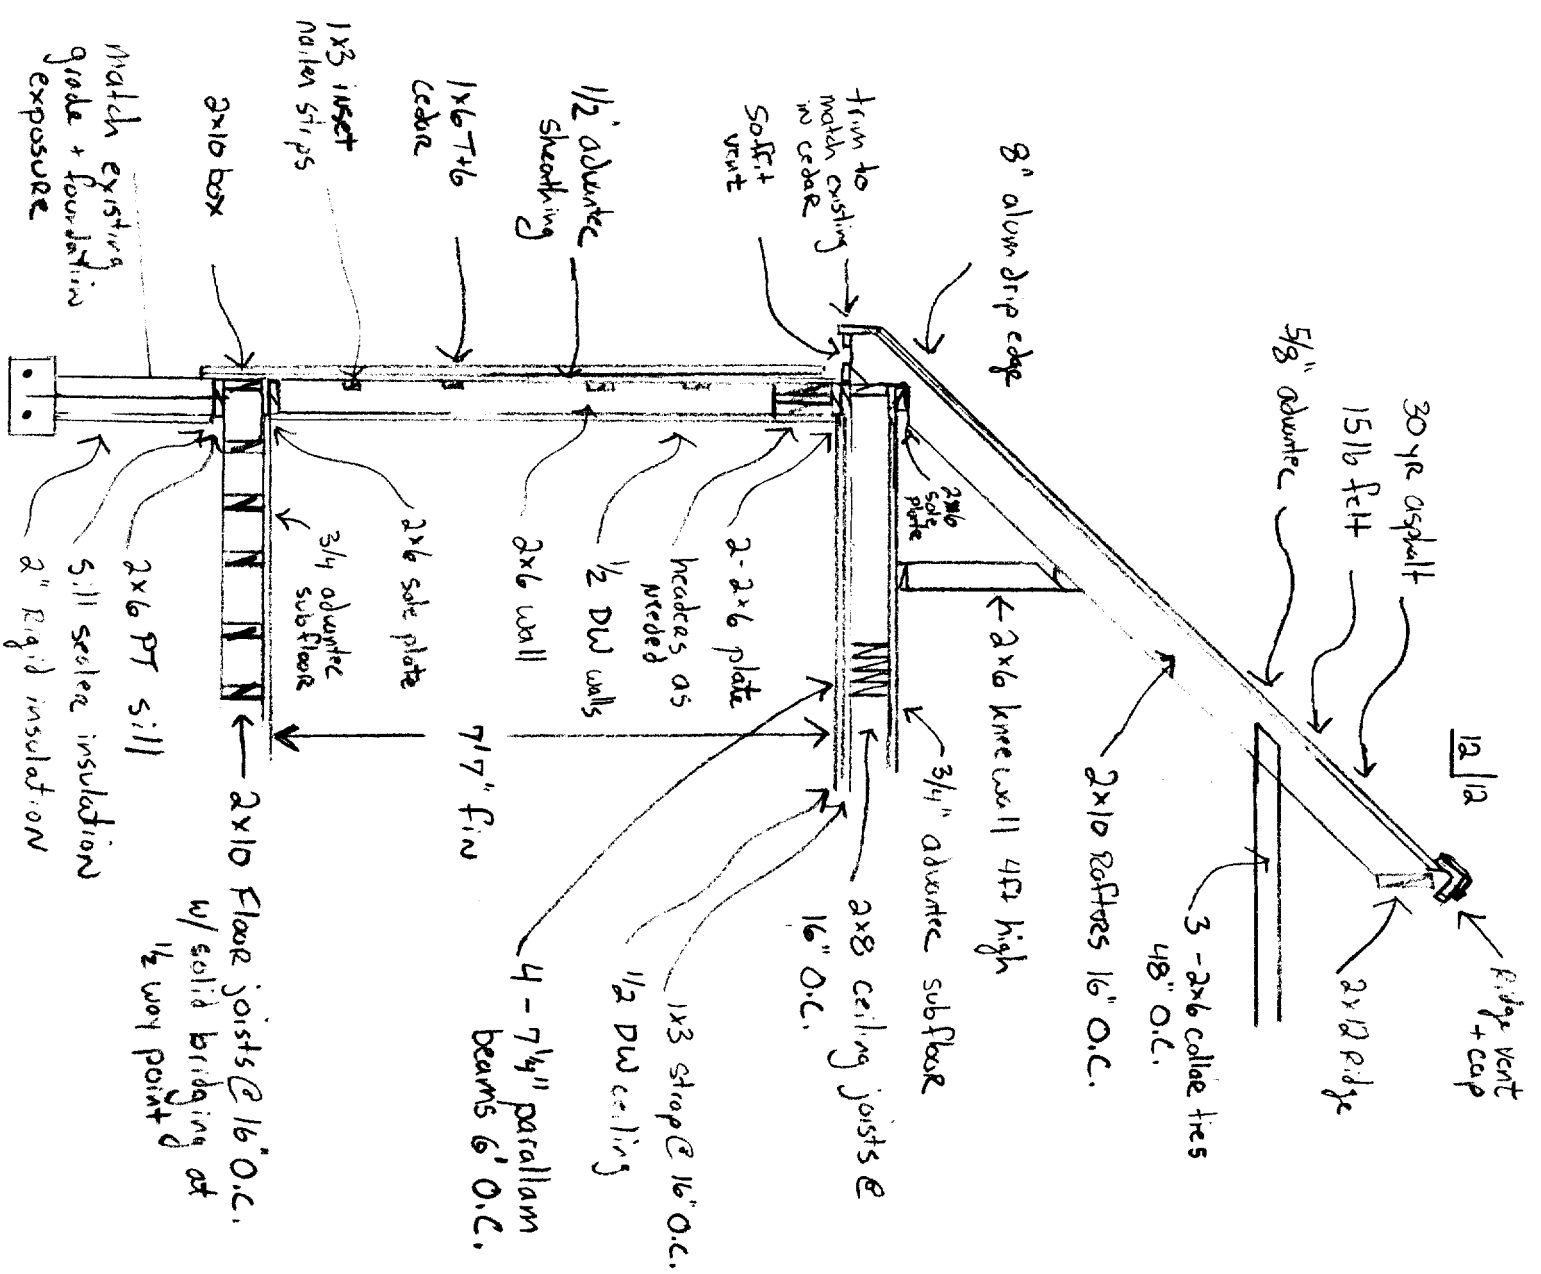 12/12
Ridge vent
+ cap
30 yr asphalt
15 lb felt
5/8" advantec
2x12 Ridge
3 - 2x6 collar ties
48" O.C.
8" alum drip edge
2x10 Rafters 16" O.C.
trim to
match existing
in cedar
soffit
vent
2x6 knee wall 4ft high
2x6
sole
plate
3/4" advantec subfloor
2x8 ceiling joists @
16" O.C.
1x3 strap @ 16" O.C.
1/2 DW ceiling
4 - 7 1/4" parallam
beams 6' O.C.
2-2x6 plate
headers as
needed
1/2 DW walls
1/2" advantec
sheathing
2x6 wall
1x6 T+G
cedar
7'7" fin
1x3 inset
nailer strips
2x6 sole plate
3/4 advantec
subfloor
2x10 box
2x10 Floor joists @ 16" O.C.
w/ solid bridging at
1/2 way point
match existing
grade + foundation
exposure
2x6 PT sill
sill sealer insulation
2" Rigid insulation